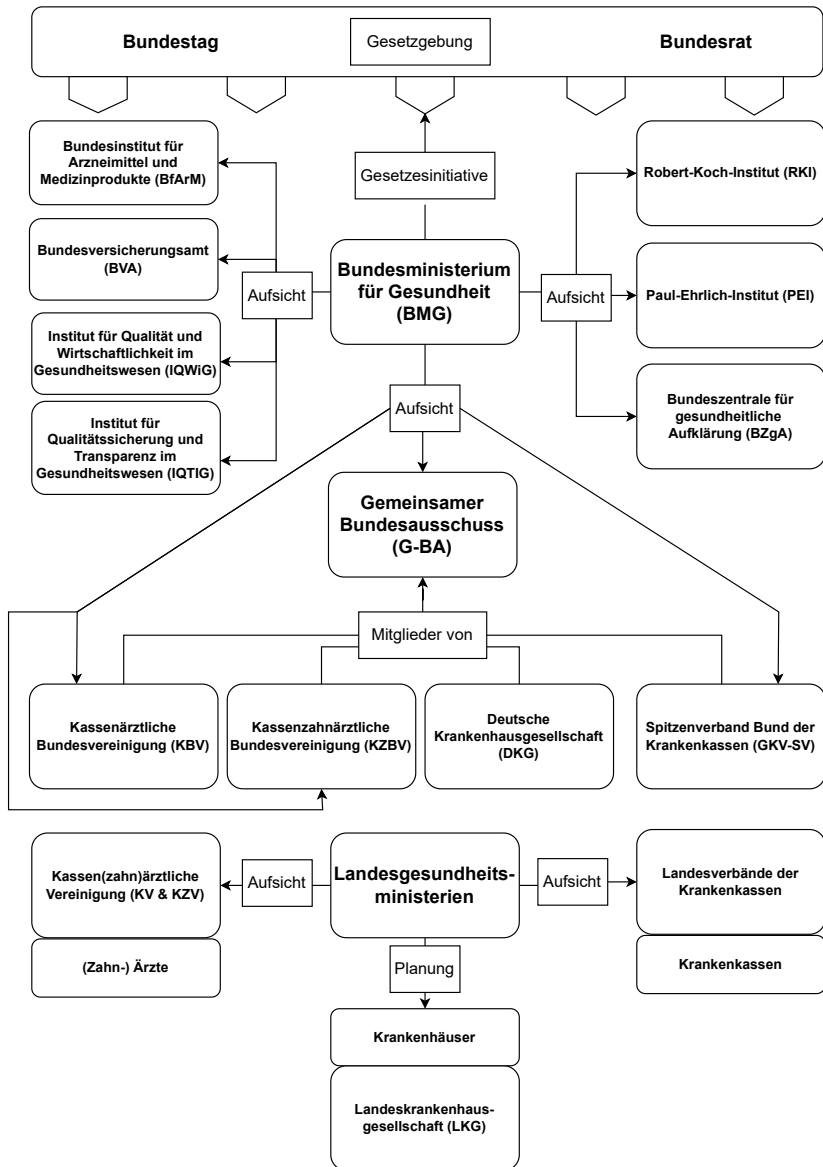 Bundestag
Gesetzgebung
Bundesrat
Bundesinstitut für
Arzneimittel und
Medizinprodukte (BfArM)
Gesetzesinitiative
Robert-Koch-Institut (RKI)
Bundesversicherungsamt
(BVA)
Aufsicht
Bundesministerium
für Gesundheit
(BMG)
Aufsicht
Paul-Ehrlich-Institut (PEI)
Institut für Qualität und
Wirtschaftlichkeit im
Gesundheitswesen (IQWiG)
Institut für
Qualitätssicherung und
Transparenz im
Gesundheitswesen (IQTIG)
Aufsicht
Bundeszentrale für
gesundheitliche
Aufklärung (BZgA)
Gemeinsamer
Bundesausschuss
(G-BA)
Mitglieder von
Kassenärztliche
Bundesvereinigung (KBV)
Kassenzahnärztliche
Bundesvereinigung (KZBV)
Deutsche
Krankenhausgesellschaft
(DKG)
Spitzenverband Bund der
Krankenkassen (GKV-SV)
Kassen(zahn)ärztliche
Vereinigung (KV & KZV)
Aufsicht
Landesgesundheits-
ministerien
Aufsicht
Landesverbände der
Krankenkassen
(Zahn-) Ärzte
Planung
Krankenkassen
Krankenhäuser
Landeskrankenhaus-
gesellschaft (LKG)